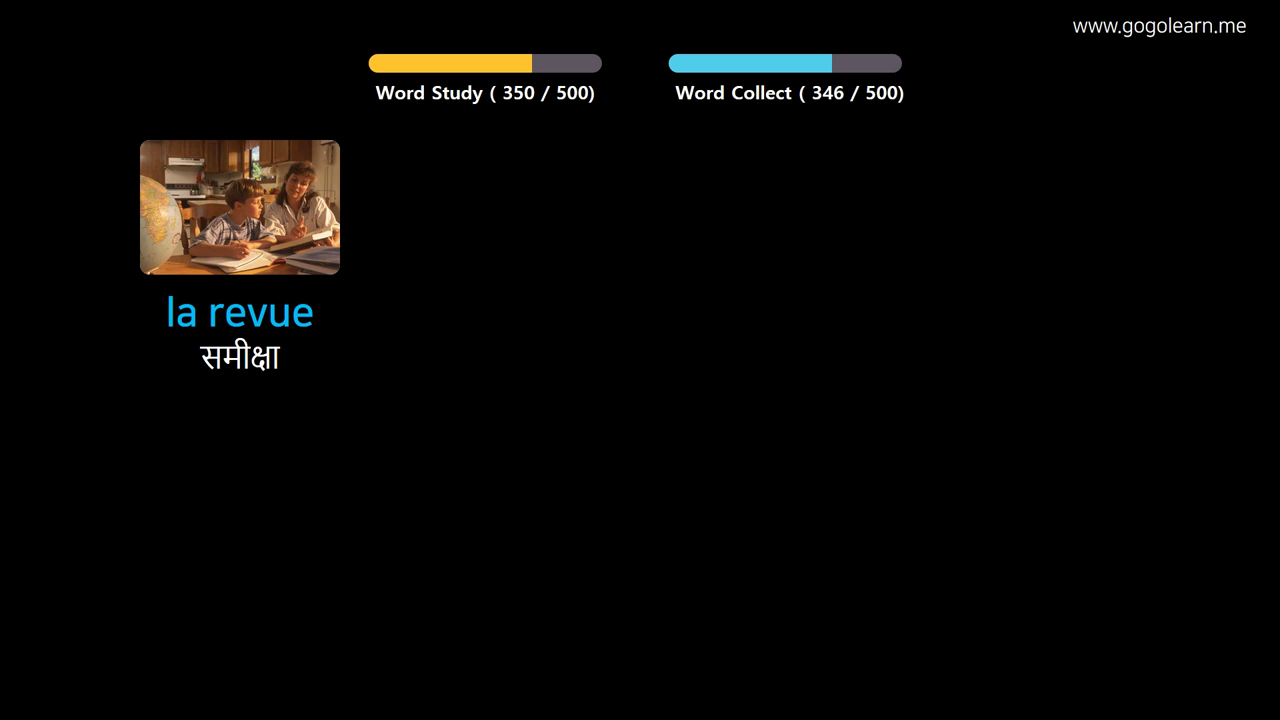 www.gogolearn.me
Word Study ( 350 / 500)
Word Collect ( 346 / 500)
la revue
समीक्षा